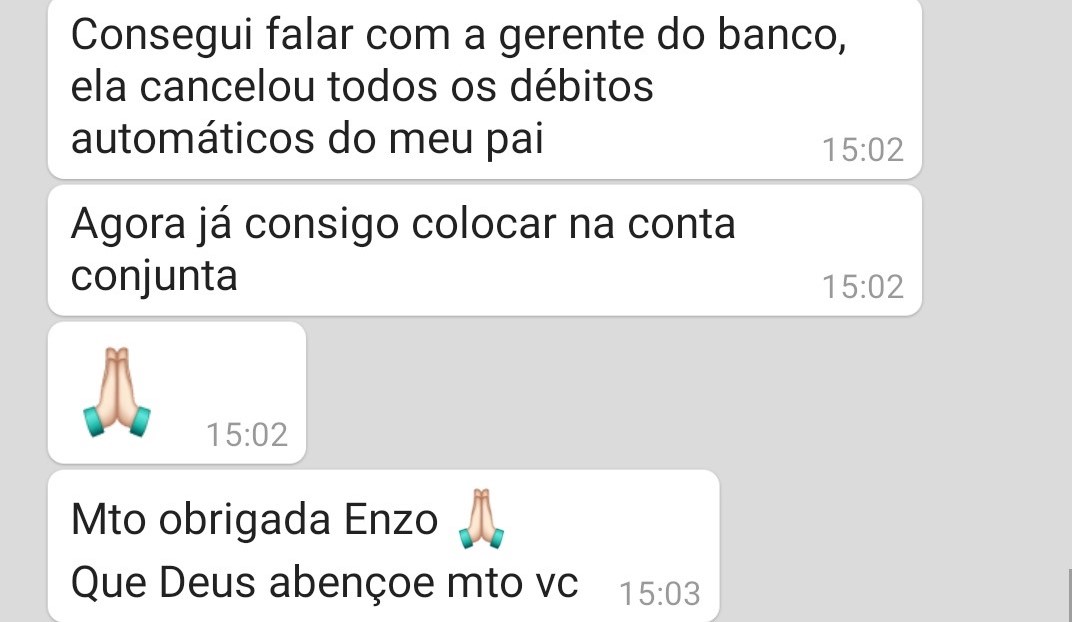 Consegui falar com a gerente do banco,
ela cancelou todos os débitos
automáticos do meu pai
15:02
Agora já consigo colocar na conta
conjunta
15:02
🙏🏻
15:02
Mto obrigada Enzo 🙏🏻
Que Deus abençoe mto vc
15:03